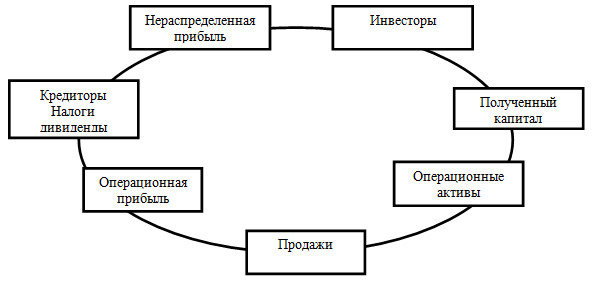 Нераспределенная
прибыль
Инвесторы
Кредиторы
Налоги
дивиденды
Полученный
капитал
Операционная
прибыль
Операционные
активы
Продажи